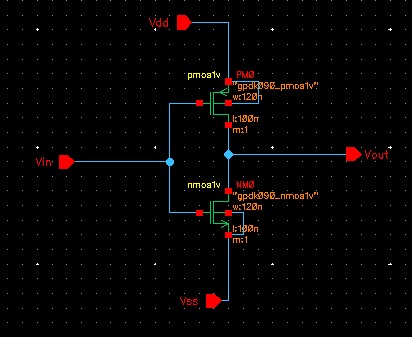 Vdd
pmos1v PM0
"gpdk090_pmos1v"
w:120n
l:100n
m:1
Vin
Vout
nmos1v NM0
"gpdk090_nmos1v"
w:120n
l:100n
m:1
Vss